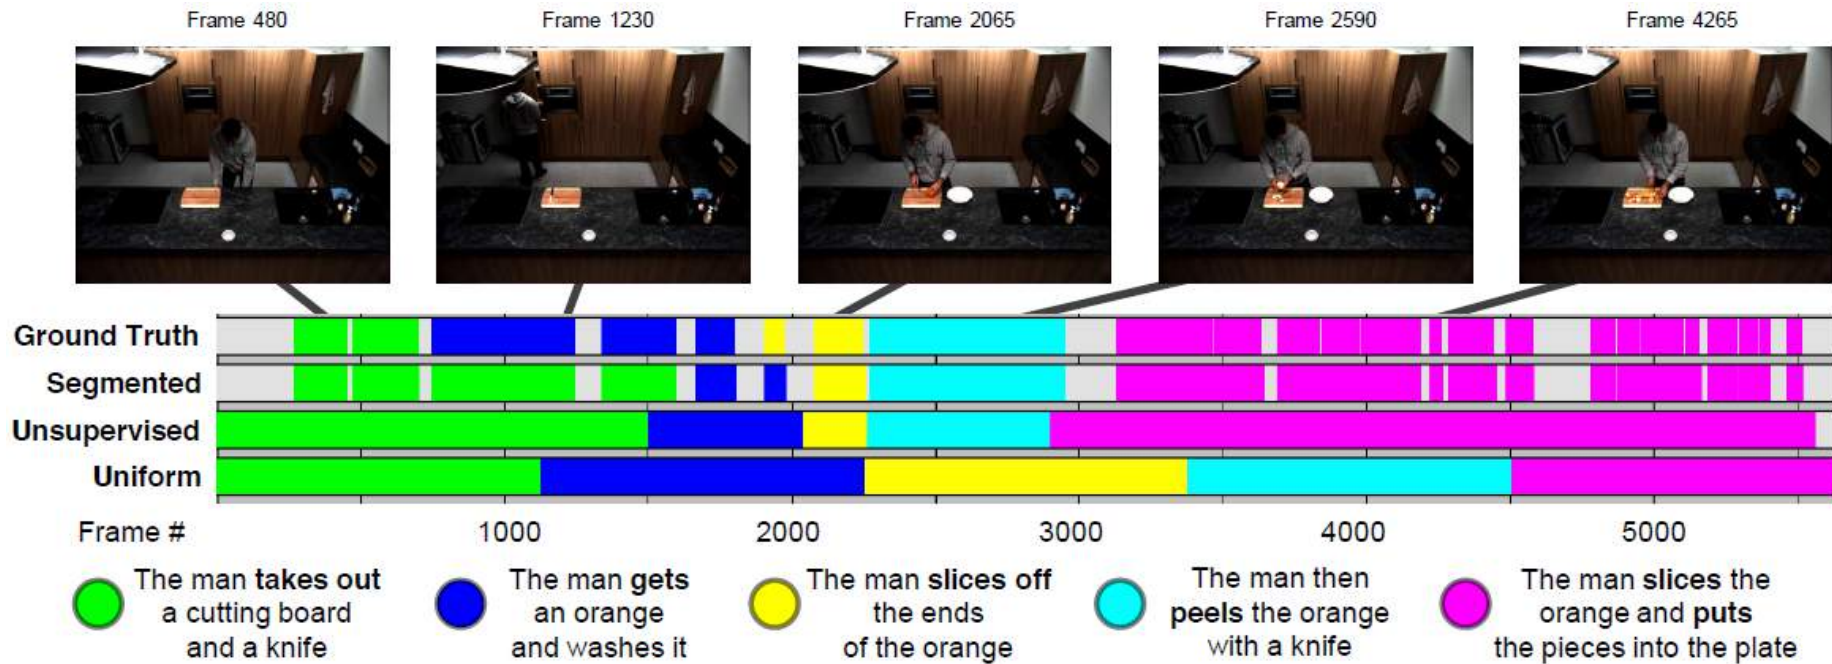 Frame 480 Frame 1230 Frame 2065 Frame 2590 Frame 4265
Ground Truth
Segmented
Unsupervised
Uniform
Frame # 1000 2000 3000 4000 5000
The man takes out
a cutting board
and a knife
The man gets
an orange
and washes it
The man slices off
the ends
of the orange
The man then
peels the orange
with a knife
The man slices the
orange and puts
the pieces into the plate